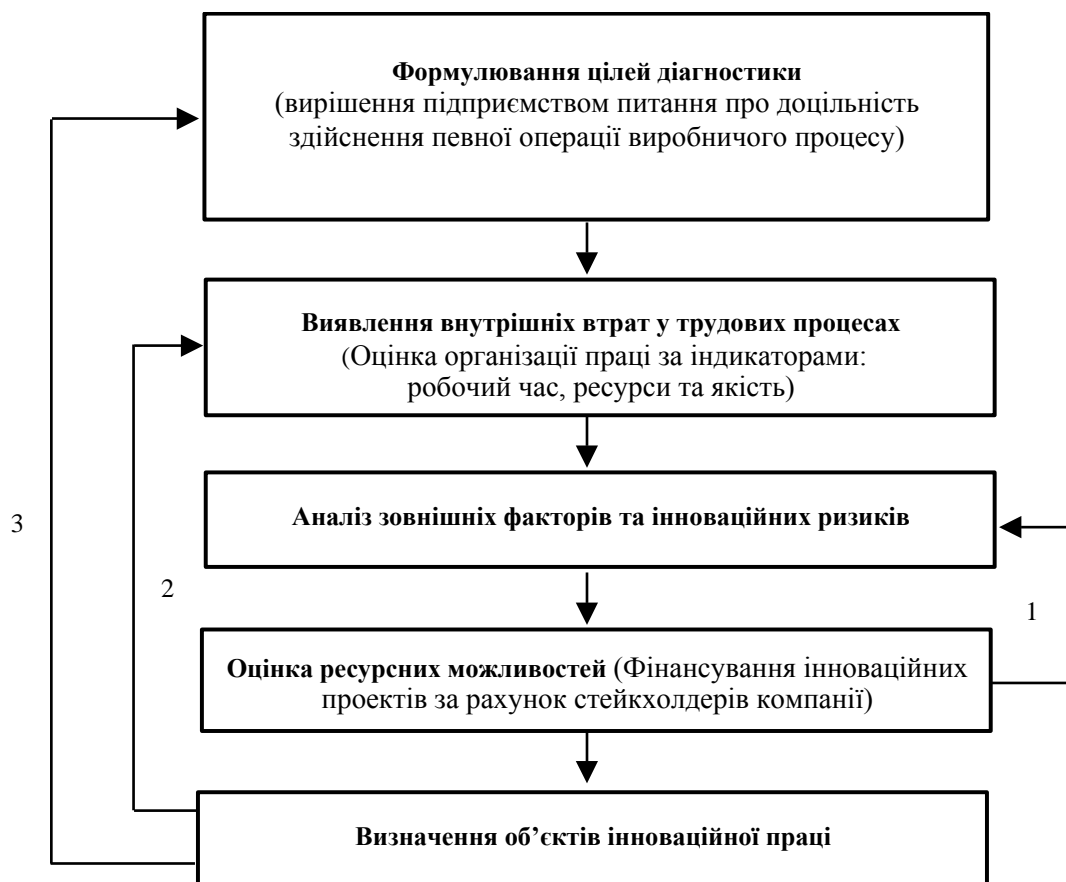 Формулювання цілей діагностики
(вирішення підприємством питання про доцільність
здійснення певної операції виробничого процесу)
Виявлення внутрішніх втрат у трудових процесах
(Оцінка організації праці за індикаторами:
робочий час, ресурси та якість)
Аналіз зовнішніх факторів та інноваційних ризиків
3
2
1
Оцінка ресурсних можливостей (Фінансування інноваційних
проектів за рахунок стейкхолдерів компанії)
Визначення об’єктів інноваційної праці